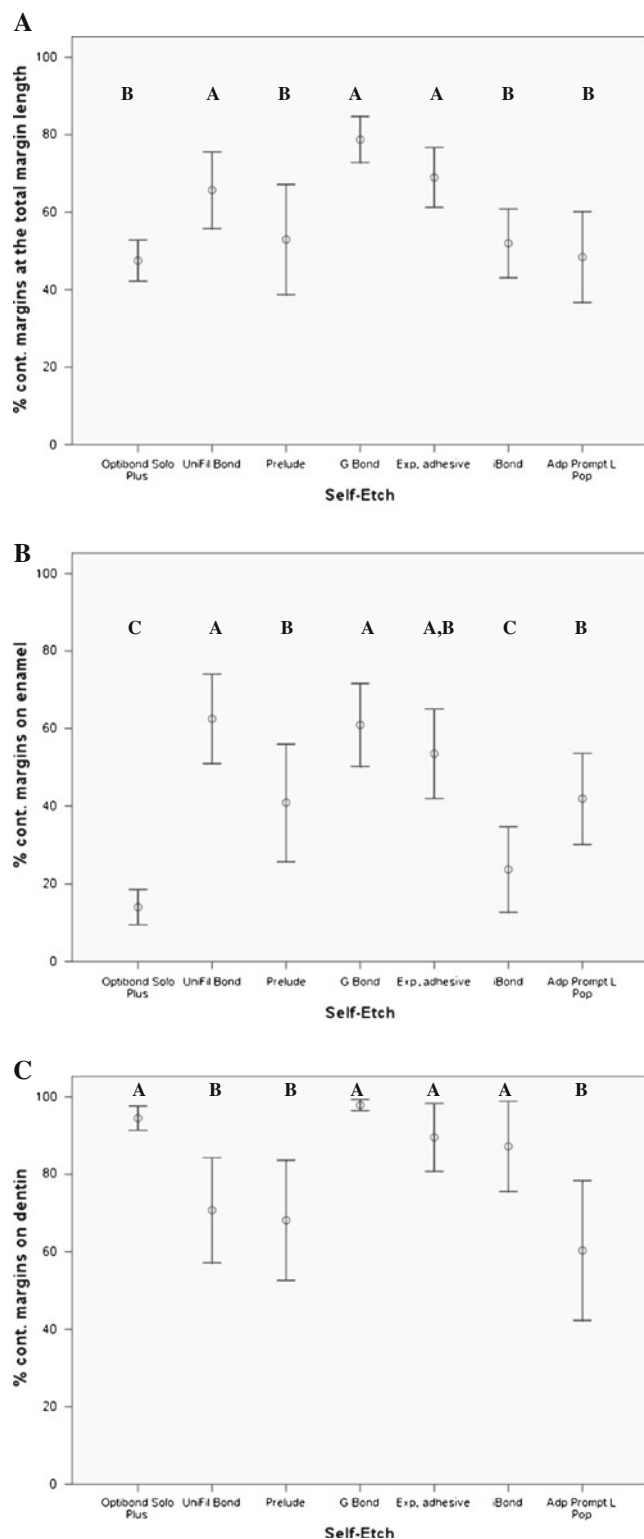 A
% cont. margins at the total margin length
100
80
60
40
20
0
B A B A A B B
Optibond Solo Plus
UniFil Bond
Prelude
G Bond
Exp. adhesive
iBond
Adp Prompt L Pop
Self-Etch
B
% cont. margins on enamel
100
80
60
40
20
0
C A B A A,B C B
Optibond Solo Plus
UniFil Bond
Prelude
G Bond
Exp. adhesive
iBond
Adp Prompt L Pop
Self-Etch
C
% cont. margins on dentin
100
80
60
40
20
0
A B B A A A B
Optibond Solo Plus
UniFil Bond
Prelude
G Bond
Exp. adhesive
iBond
Adp Prompt L Pop
Self-Etch